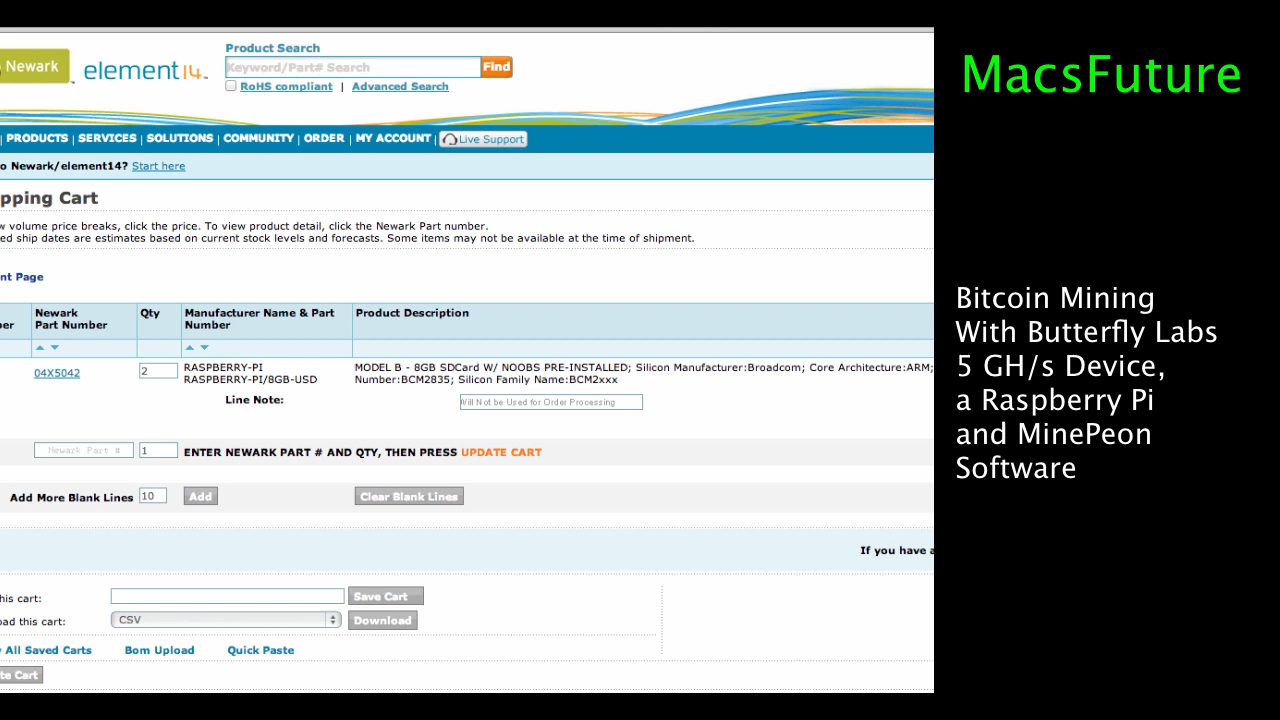 Newark
element14
Product Search
Keyword/Part# Search
Find
RoHS compliant | Advanced Search
| PRODUCTS | SERVICES | SOLUTIONS | COMMUNITY | ORDER | MY ACCOUNT | Live Support
o Newark/element14? Start here
pping Cart
w volume price breaks, click the price. To view product detail, click the Newark Part number.
ed ship dates are estimates based on current stock levels and forecasts. Some items may not be available at the time of shipment.
nt Page
ber
Newark
Part Number
Qty
Manufacturer Name & Part
Number
Product Description
04X5042
2
RASPBERRY-PI
RASPBERRY-PI/8GB-USD
MODEL B - 8GB SDCard W/ NOOBS PRE-INSTALLED; Silicon Manufacturer:Broadcom; Core Architecture:ARM;
Number:BCM2835; Silicon Family Name:BCM2xxx
Line Note:
Will Not be Used for Order Processing
Newark Part #
1
ENTER NEWARK PART # AND QTY, THEN PRESS UPDATE CART
Add More Blank Lines
10
Add
Clear Blank Lines
If you have a
his cart:
Save Cart
oad this cart:
CSV
Download
w All Saved Carts
Bom Upload
Quick Paste
te Cart
MacsFuture
Bitcoin Mining
With Butterfly Labs
5 GH/s Device,
a Raspberry Pi
and MinePeon
Software